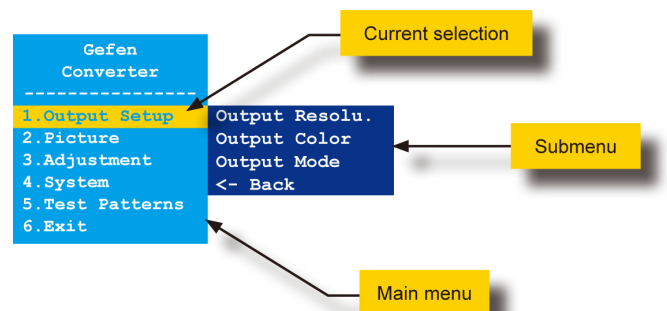 Gefen
Converter
-----------------
1.Output Setup
2.Picture
3.Adjustment
4.System
5.Test Patterns
6.Exit
Output Resolu.
Output Color
Output Mode
<- Back
Current selection
Submenu
Main menu